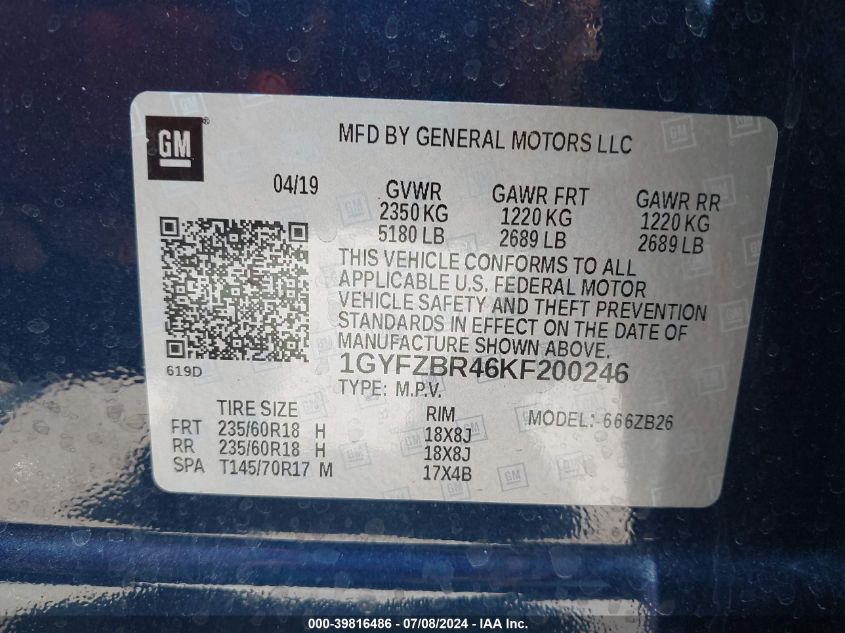 GM ®
MFD BY GENERAL MOTORS LLC
04/19 GVWR GAWR FRT GAWR RR
2350 KG 1220 KG 1220 KG
5180 LB 2689 LB 2689 LB
THIS VEHICLE CONFORMS TO ALL
APPLICABLE U.S. FEDERAL MOTOR
VEHICLE SAFETY AND THEFT PREVENTION
STANDARDS IN EFFECT ON THE DATE OF
MANUFACTURE SHOWN ABOVE.
619D
1GYFZBR46KF200246
TYPE: M.P.V.
TIRE SIZE RIM MODEL: -666ZB26
FRT 235/60R18 H 18X8J
RR 235/60R18 H 18X8J
SPA T145/70R17 M 17X4B
000-39816486 - 07/08/2024 - IAAI.com